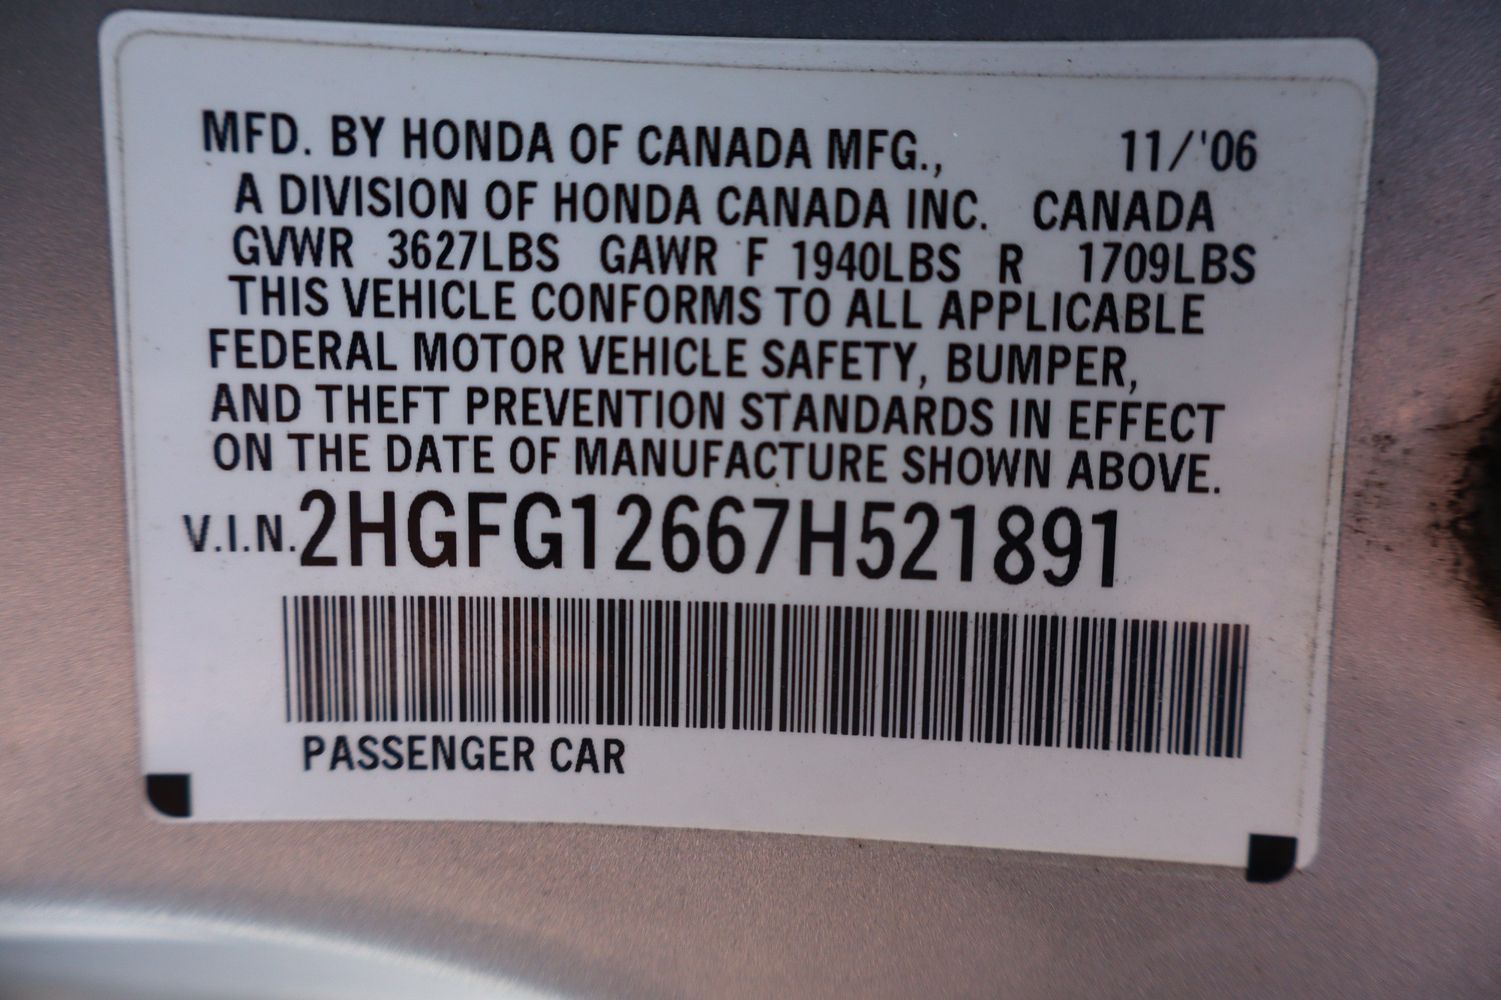 MFD. BY HONDA OF CANADA MFG., 11/'06
A DIVISION OF HONDA CANADA INC. CANADA
GVWR 3627LBS GAWR F 1940LBS R 1709LBS
THIS VEHICLE CONFORMS TO ALL APPLICABLE
FEDERAL MOTOR VEHICLE SAFETY, BUMPER,
AND THEFT PREVENTION STANDARDS IN EFFECT
ON THE DATE OF MANUFACTURE SHOWN ABOVE.
V.I.N. 2HGFG12667H521891
PASSENGER CAR